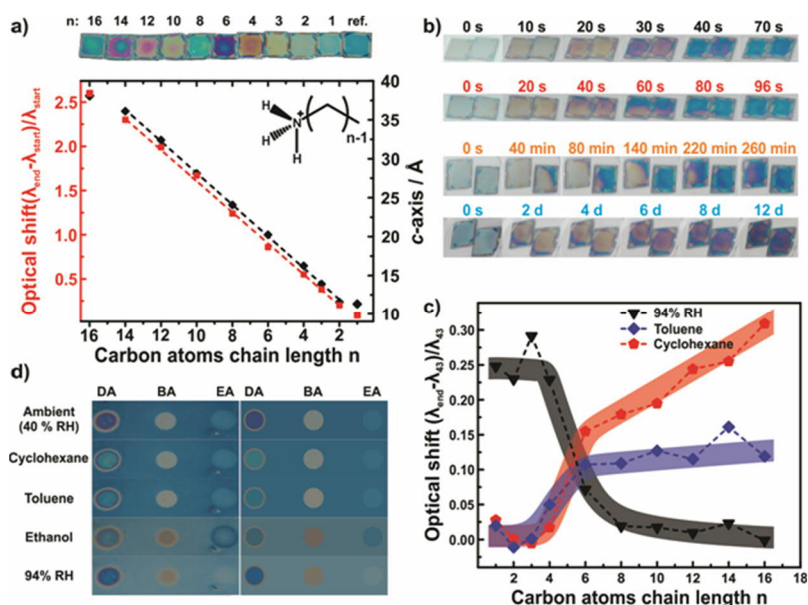 a)
n: 16 14 12 10 8 6 4 3 2 1 ref.
Optical shift(λend-λstart)/λstart
2.5
2.0
1.5
1.0
0.5
40
35
30
25
20
15
10
c-axis / Å
H
H
N+
H
n-1
16 14 12 10 8 6 4 2 0
Carbon atoms chain length n
b)
0 s 10 s 20 s 30 s 40 s 70 s
0 s 20 s 40 s 60 s 80 s 96 s
0 s 40 min 80 min 140 min 220 min 260 min
0 s 2 d 4 d 6 d 8 d 12 d
c)
94% RH
Toluene
Cyclohexane
Optical shift (λend-λ43)/λ43
0.30
0.25
0.20
0.15
0.10
0.05
0.00
2 4 6 8 10 12 14 16 18
Carbon atoms chain length n
d)
DA BA EA DA BA EA
Ambient
(40 % RH)
Cyclohexane
Toluene
Ethanol
94% RH